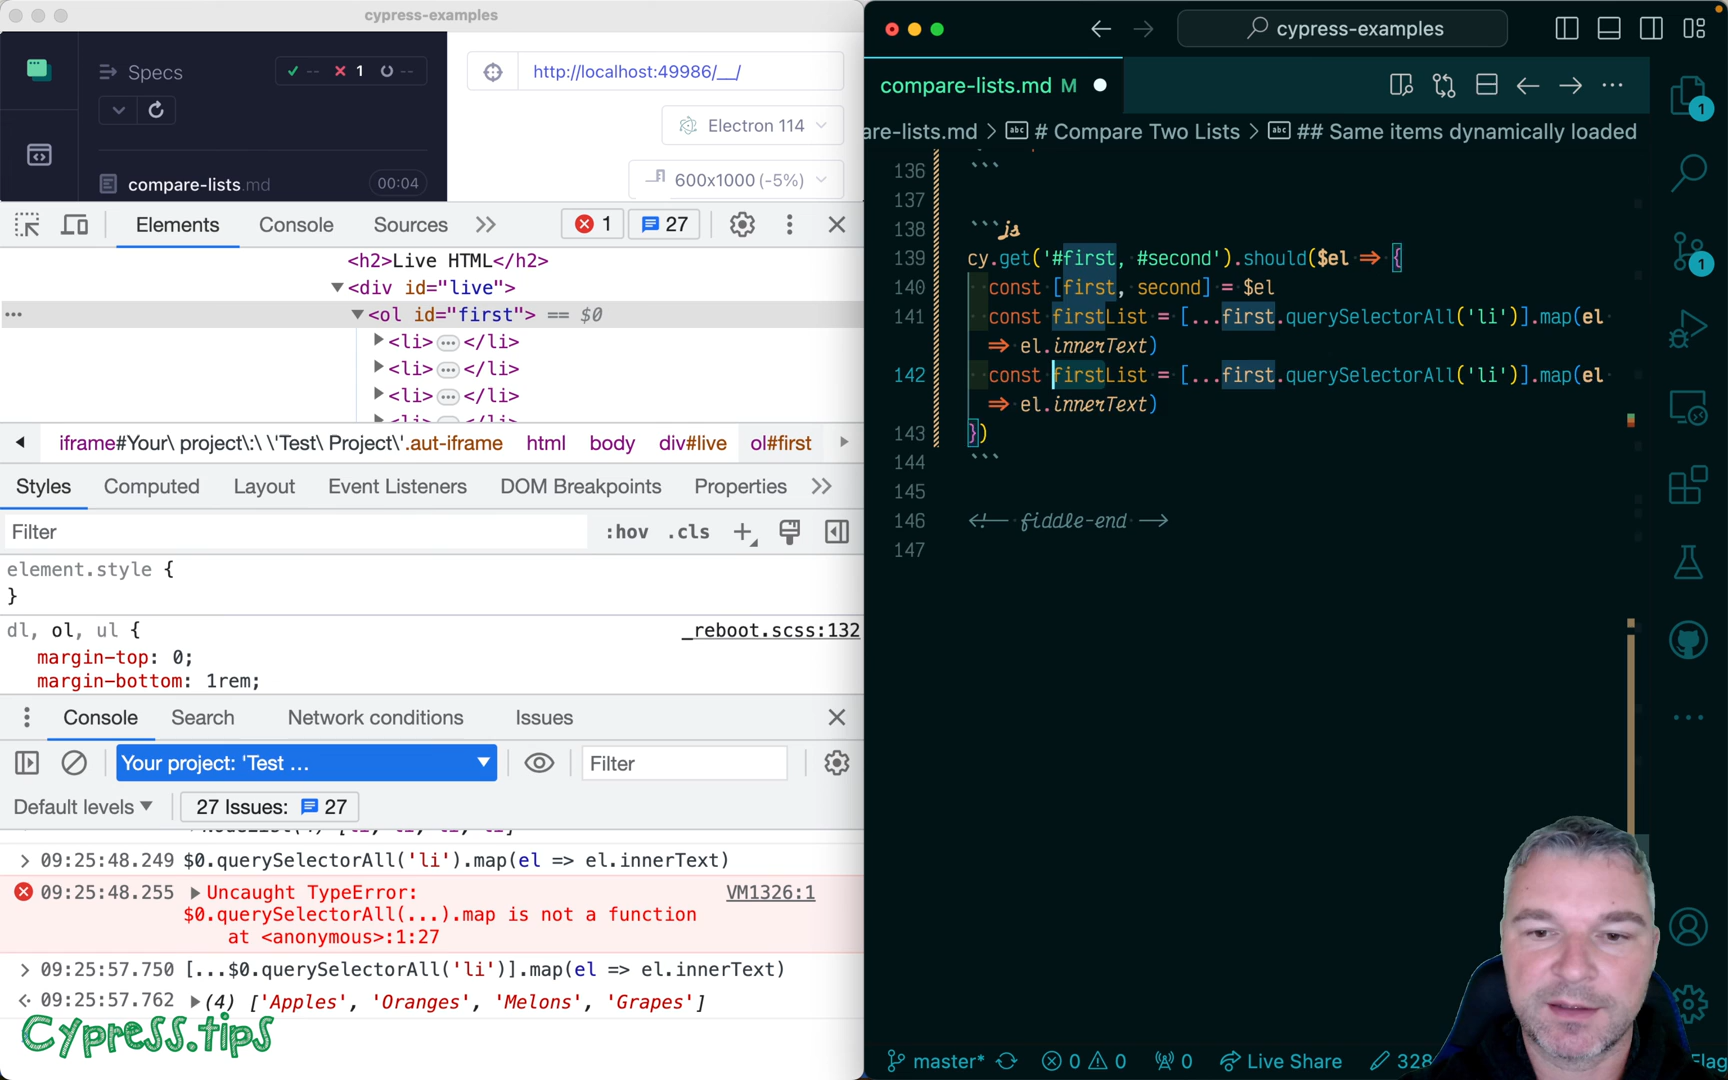 cypress-examples
Specs
-- 1 --
compare-lists.md 00:04
http://localhost:49986/__/
Electron 114
600x1000 (-5%)
Elements Console Sources 1 27
<h2>Live HTML</h2>
<div id="live">
<ol id="first"> == $0
<li> </li>
<li> </li>
<li> </li>
<li> </li>
iframe#Your\ project\:\ \'Test\ Project\'.aut-iframe html body div#live ol#first
Styles Computed Layout Event Listeners DOM Breakpoints Properties
Filter :hov .cls
element.style {
}
dl, ol, ul { _reboot.scss:132
margin-top: 0;
margin-bottom: 1rem;
Console Search Network conditions Issues
Your project: 'Test ... Filter
Default levels 27 Issues: 27
09:25:48.249 $0.querySelectorAll('li').map(el => el.innerText)
09:25:48.255 Uncaught TypeError: VM1326:1
$0.querySelectorAll(...).map is not a function
at <anonymous>:1:27
09:25:57.750 [...$0.querySelectorAll('li')].map(el => el.innerText)
09:25:57.762 (4) ['Apples', 'Oranges', 'Melons', 'Grapes']
Cypress.tips
cypress-examples
compare-lists.md M
are-lists.md > # Compare Two Lists > ## Same items dynamically loaded
136 ```
137
138 ```js
139 cy.get('#first, #second').should($el => {
140 const [first, second] = $el
141 const firstList = [...first.querySelectorAll('li')].map(el
=> el.innerText)
142 const firstList = [...first.querySelectorAll('li')].map(el
=> el.innerText)
143 })
144 ```
145
146 <!-- fiddle-end -->
147
1
1
master* 0 0 0 Live Share 328 Flag